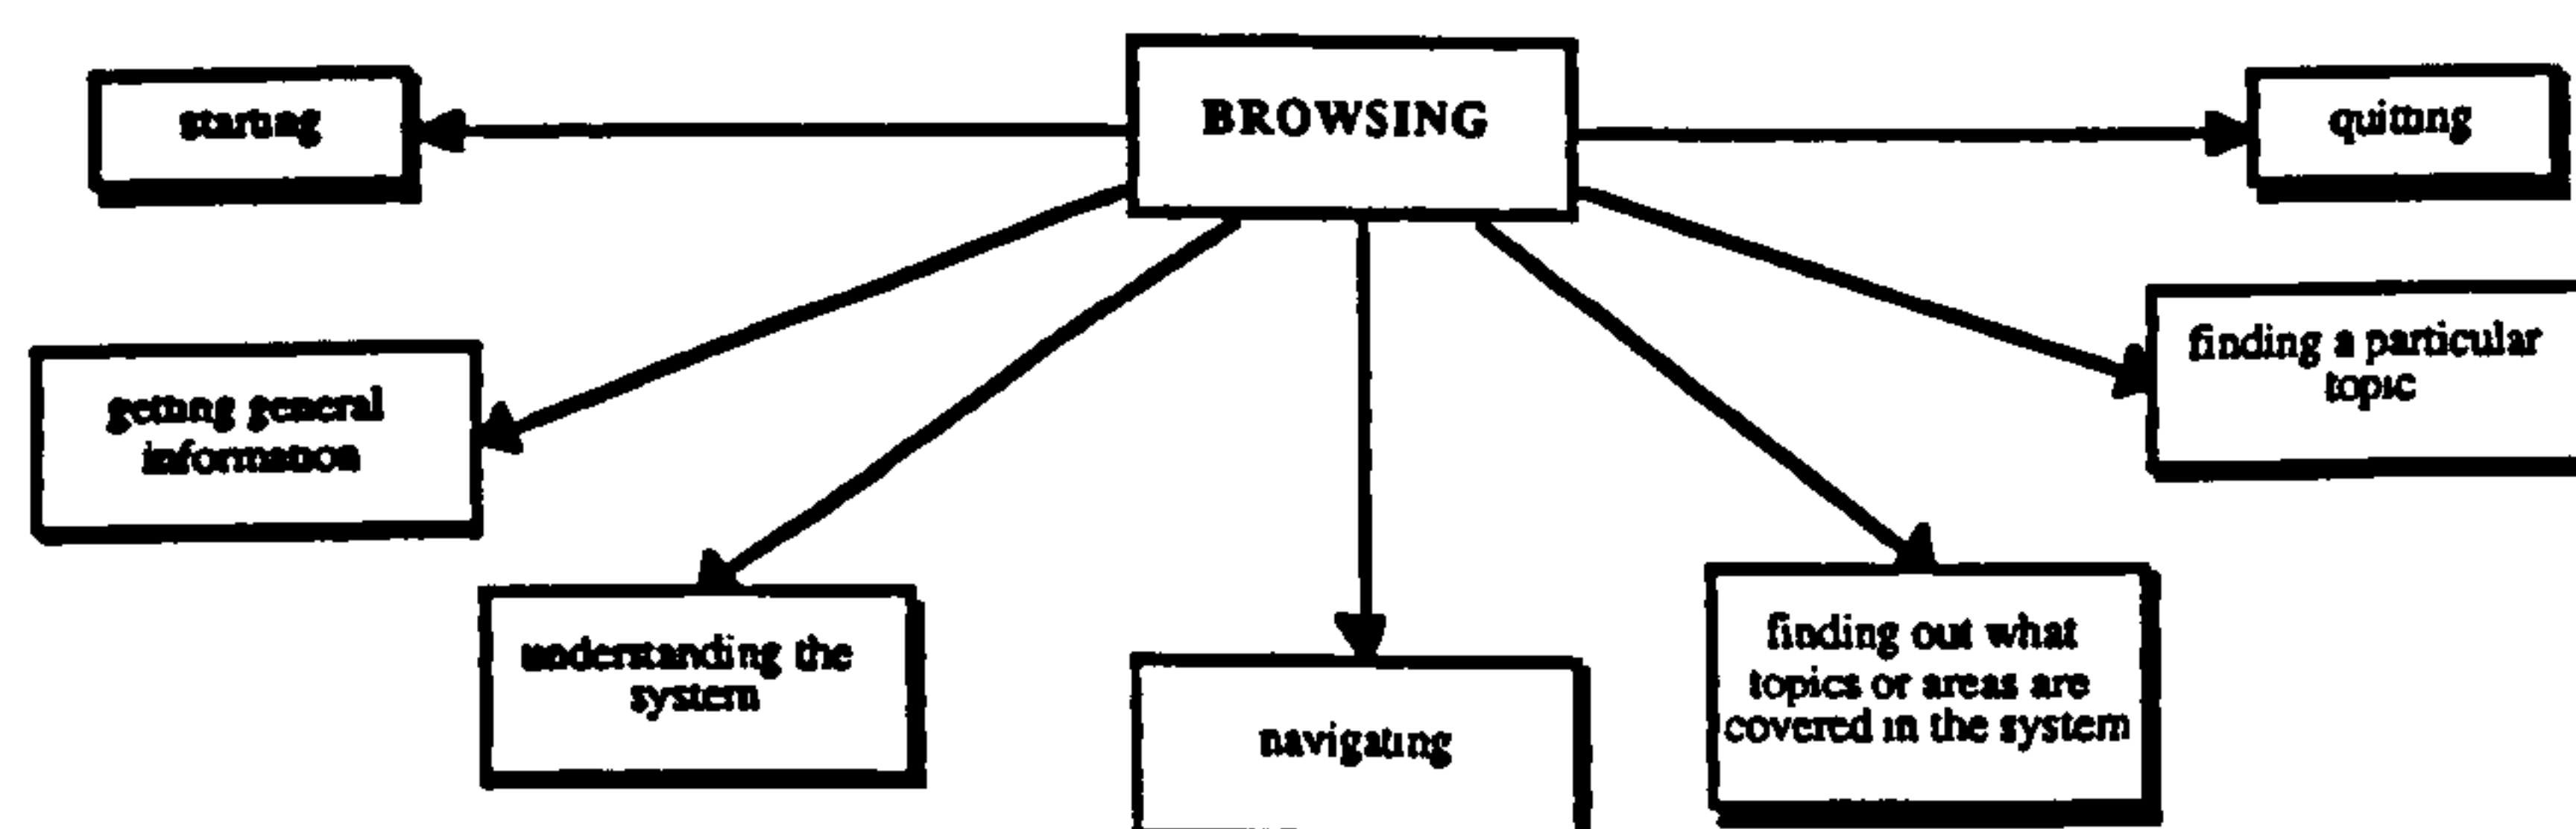 BROWSING
starting
quitting
finding a particular
topic
getting general
information
finding out what
topics or areas are
covered in the system
understanding the
system
navigating